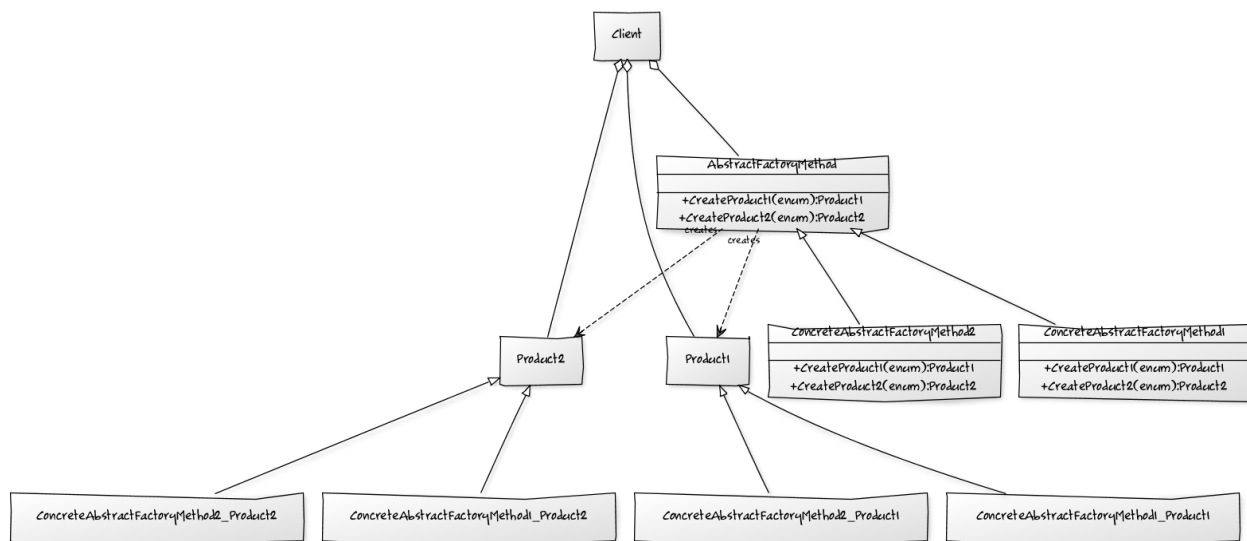 Client
AbstractFactoryMethod
+CreateProduct1(enum):Product1
+CreateProduct2(enum):Product2
creates
creates
Product2
Product1
ConcreteAbstractFactoryMethod2
+CreateProduct1(enum):Product1
+CreateProduct2(enum):Product2
ConcreteAbstractFactoryMethod1
+CreateProduct1(enum):Product1
+CreateProduct2(enum):Product2
ConcreteAbstractFactoryMethod2_Product2
ConcreteAbstractFactoryMethod1_Product2
ConcreteAbstractFactoryMethod2_Product1
ConcreteAbstractFactoryMethod1_Product1